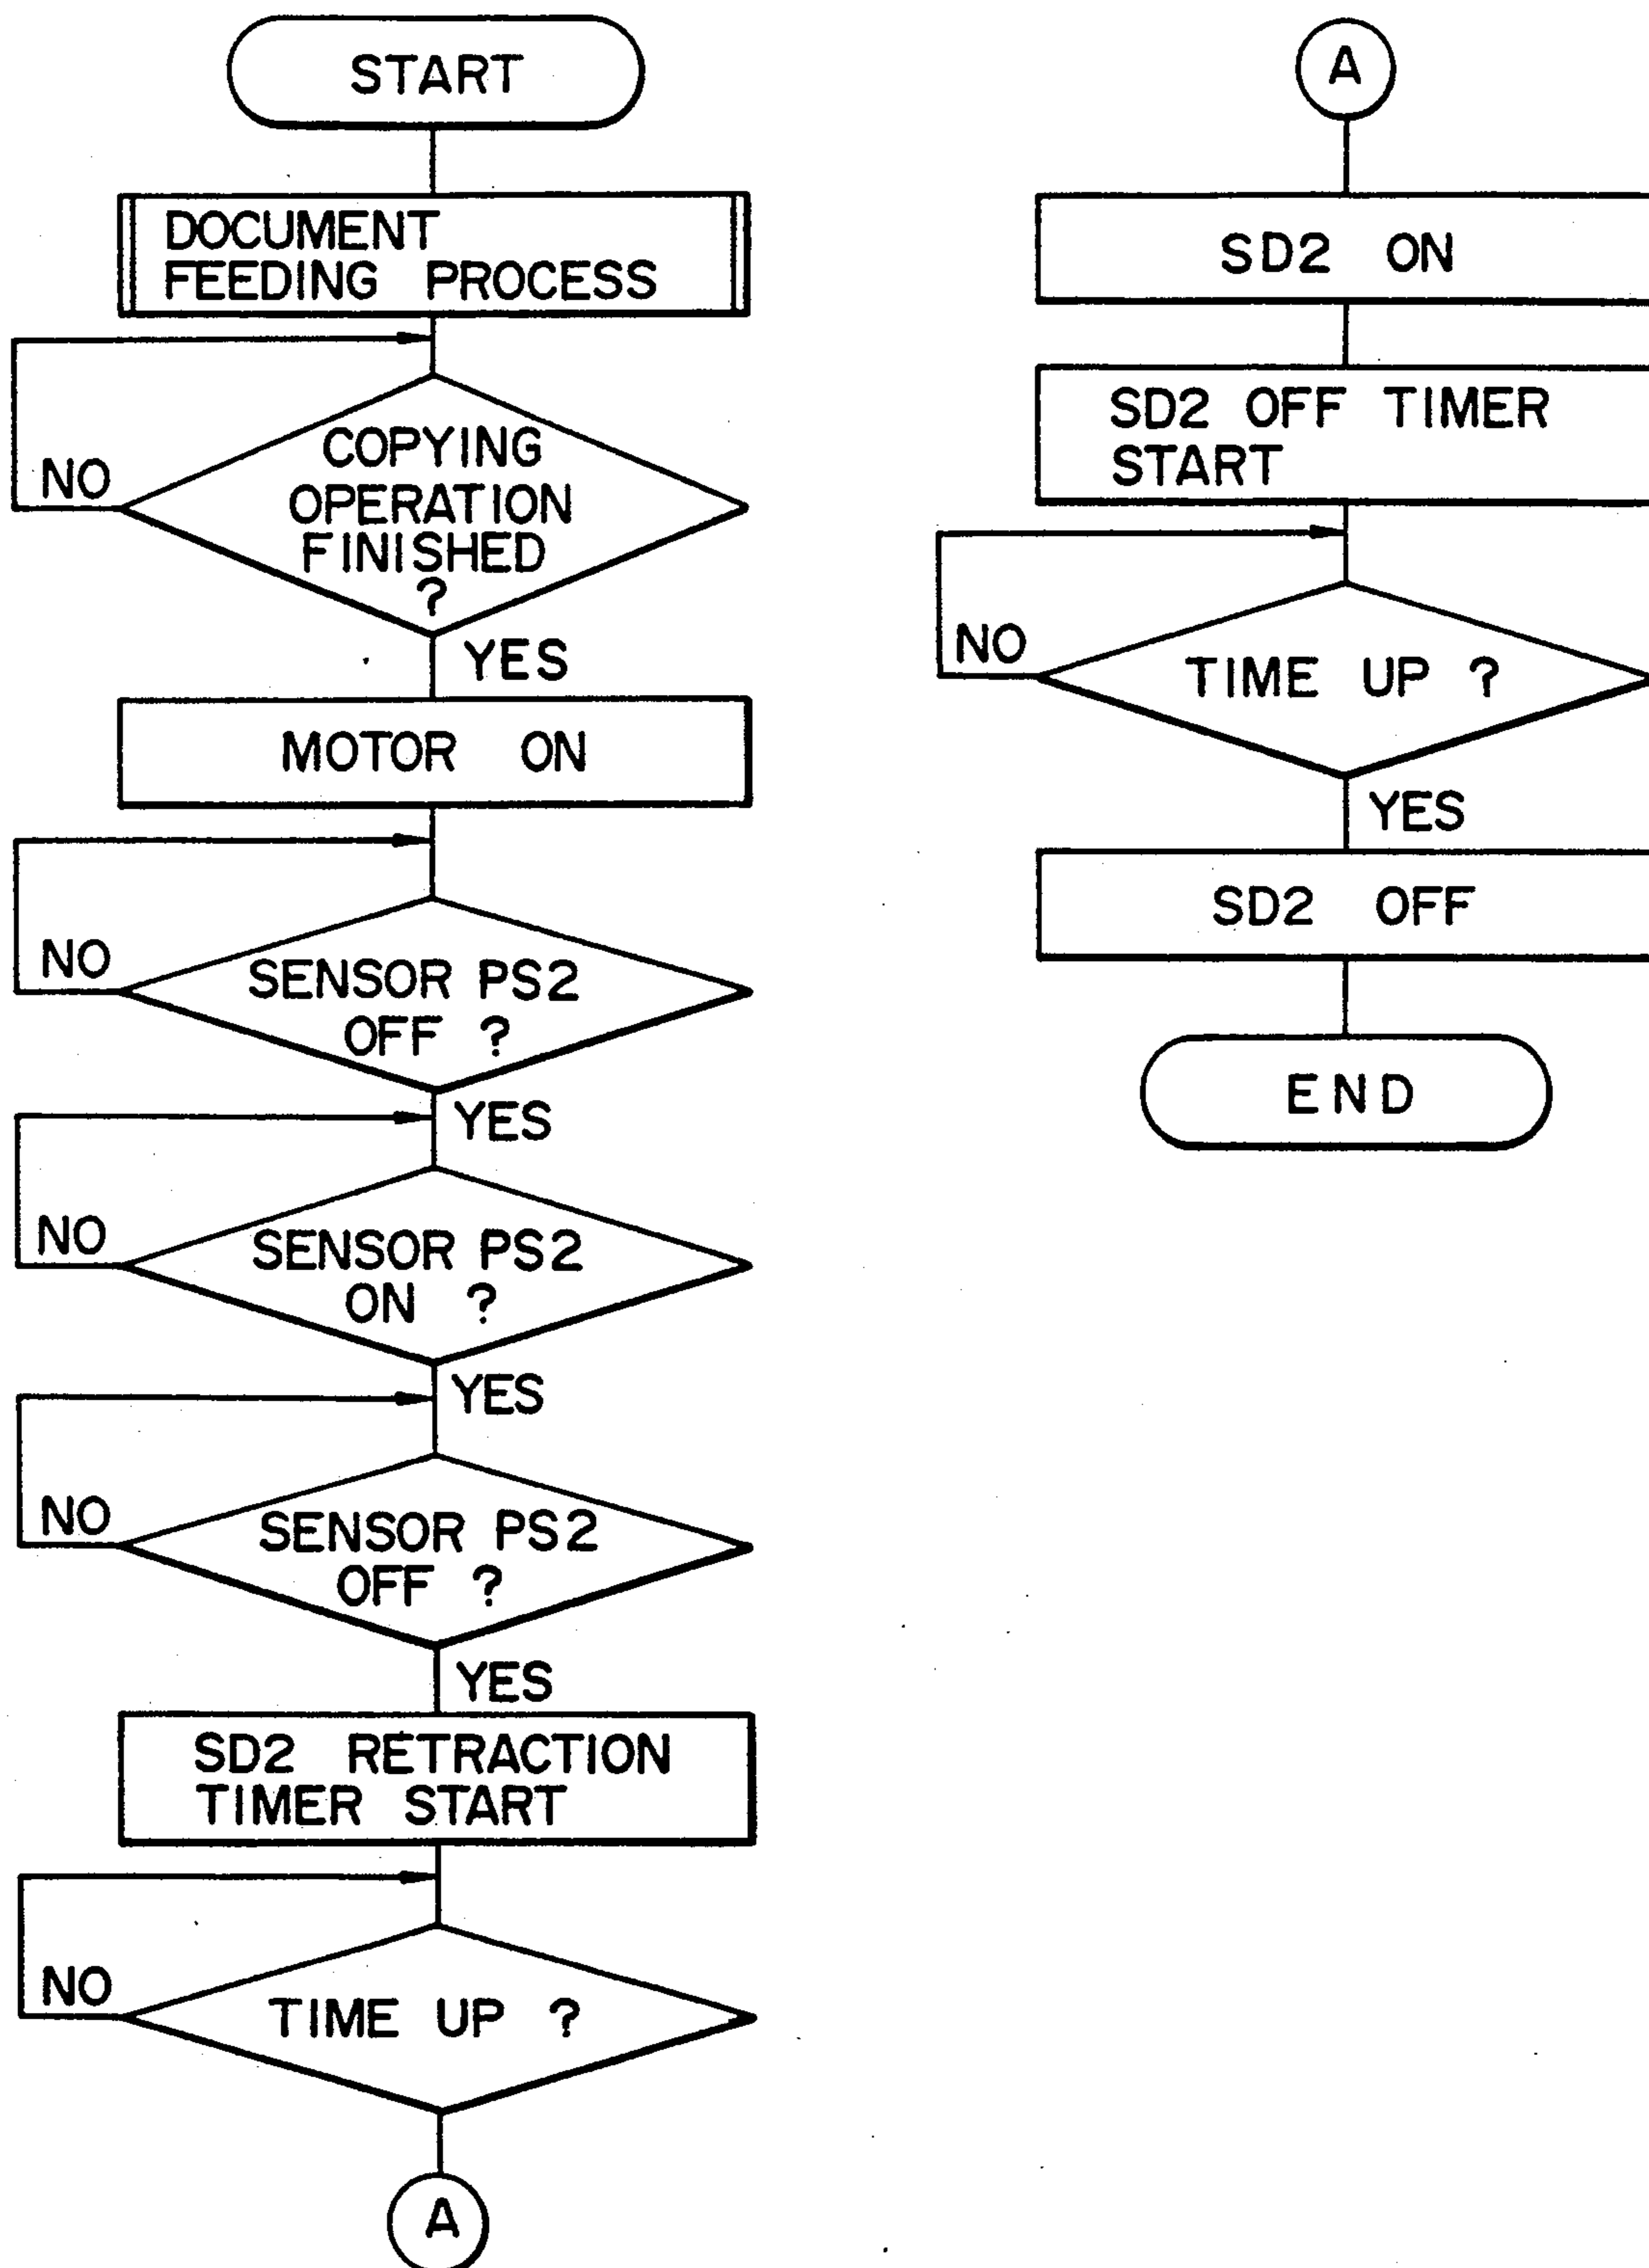 START
DOCUMENT
FEEDING PROCESS
COPYING
OPERATION
FINISHED
?
NO
YES
MOTOR ON
SENSOR PS2
OFF ?
NO
YES
SENSOR PS2
ON ?
NO
YES
SENSOR PS2
OFF ?
NO
YES
SD2 RETRACTION
TIMER START
TIME UP ?
NO
A
A
SD2 ON
SD2 OFF TIMER
START
TIME UP ?
NO
YES
SD2 OFF
END